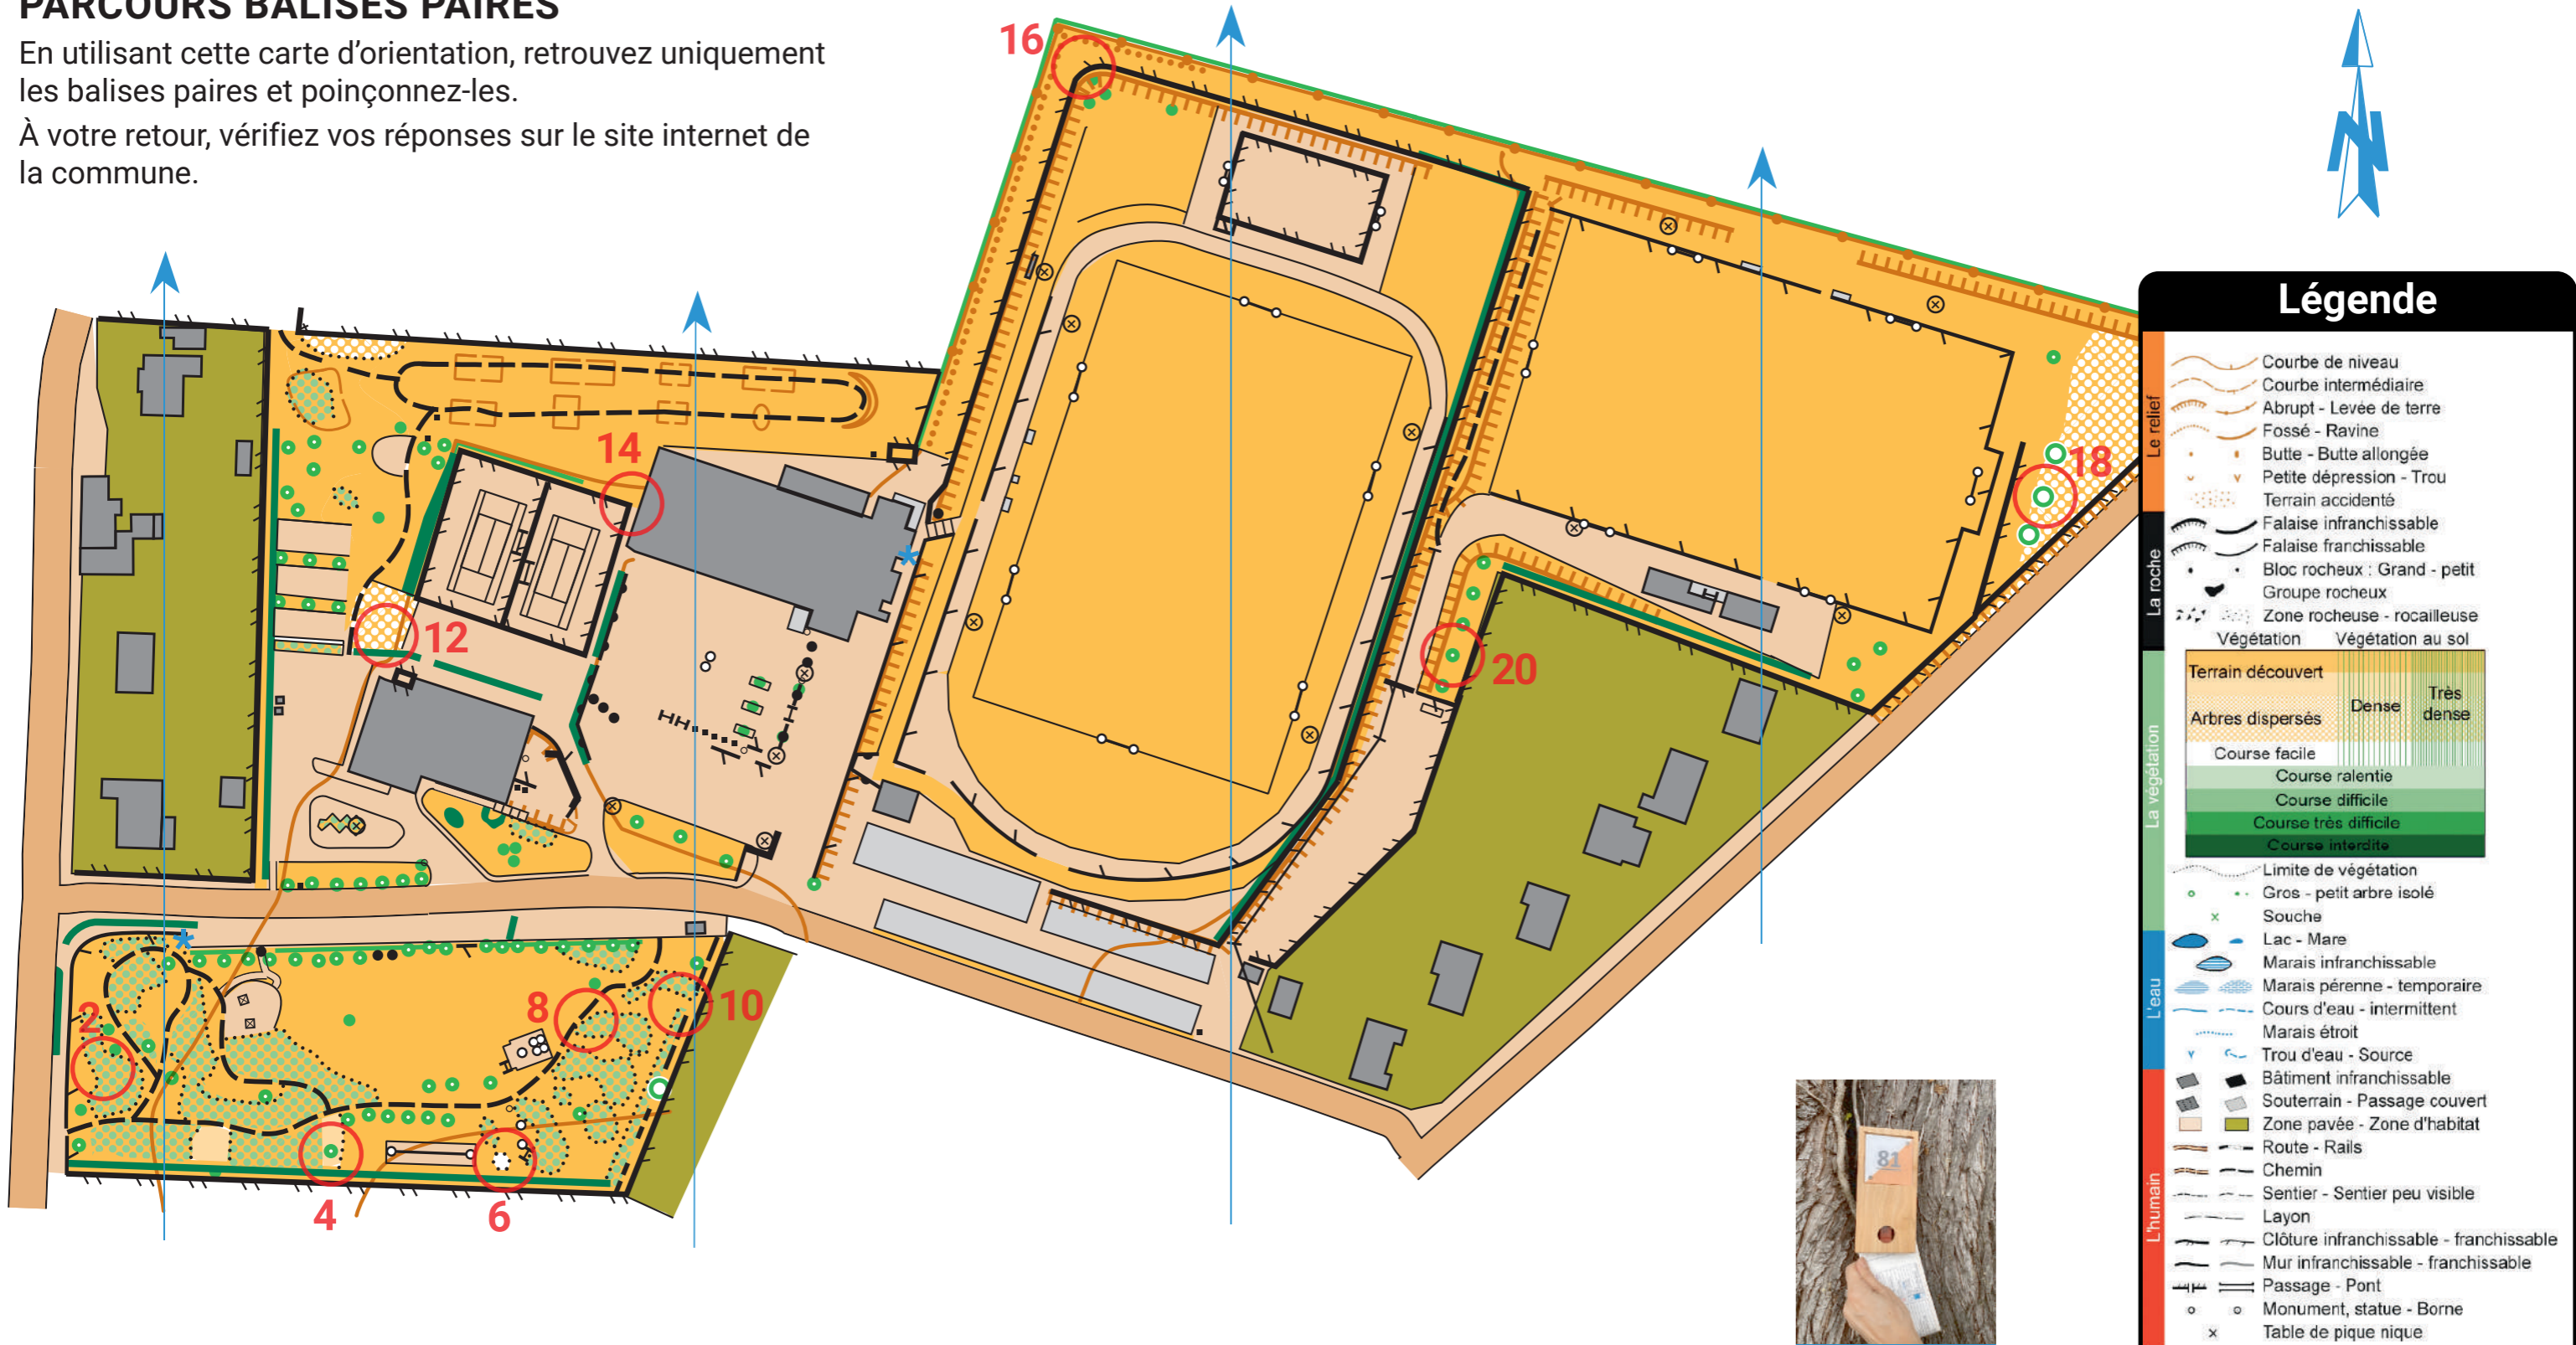 PARCOURS BALISES PAIRES
En utilisant cette carte d’orientation, retrouvez uniquement
les balises paires et poinçonnez-les.
À votre retour, vérifiez vos réponses sur le site internet de
la commune.
16
N
14
18
12
20
2
8
10
4
6
81
Légende
Le relief
Courbe de niveau
Courbe intermédiaire
Abrupt - Levée de terre
Fossé - Ravine
Butte - Butte allongée
Petite dépression - Trou
Terrain accidenté
La roche
Falaise infranchissable
Falaise franchissable
Bloc rocheux : Grand - petit
Groupe rocheux
Zone rocheuse - rocailleuse
La végétation
Végétation Végétation au sol
Terrain découvert
Arbres dispersés
Dense
Très
dense
Course facile
Course ralentie
Course difficile
Course très difficile
Course interdite
Limite de végétation
Gros - petit arbre isolé
Souche
L'eau
Lac - Mare
Marais infranchissable
Marais pérenne - temporaire
Cours d'eau - intermittent
Marais étroit
Trou d'eau - Source
L'humain
Bâtiment infranchissable
Souterrain - Passage couvert
Zone pavée - Zone d'habitat
Route - Rails
Chemin
Sentier - Sentier peu visible
Layon
Clôture infranchissable - franchissable
Mur infranchissable - franchissable
Passage - Pont
Monument, statue - Borne
Table de pique nique